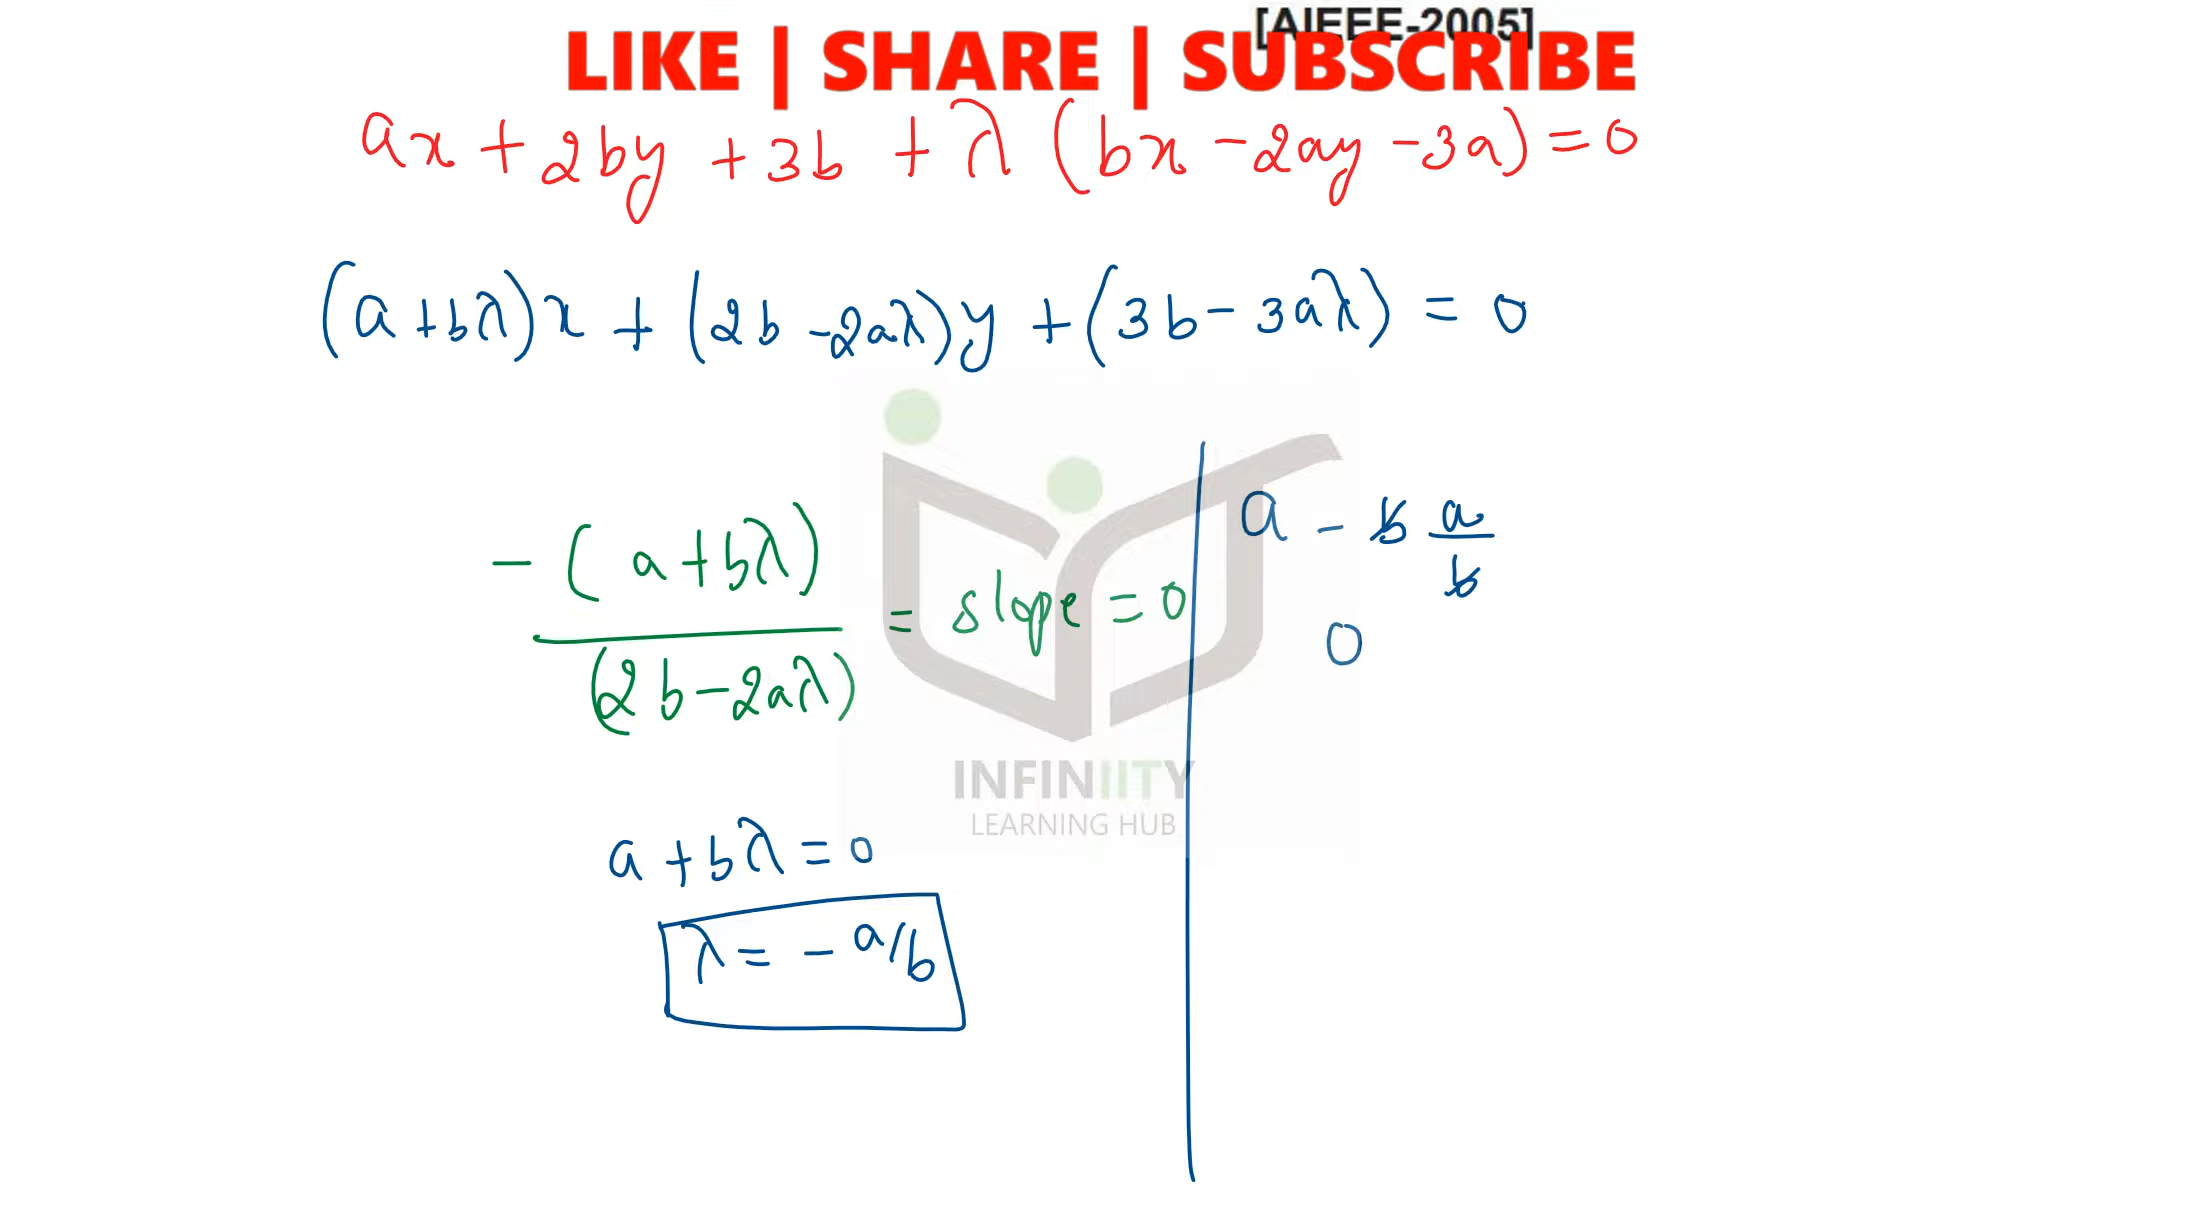 [AIEEE-2005]
LIKE | SHARE | SUBSCRIBE
ax + 2by + 3b + λ (bx - 2ay - 3a) = 0
(a + bλ)x + (2b - 2aλ)y + (3b - 3aλ) = 0
-(a + bλ) / (2b - 2aλ) = slope = 0
a + bλ = 0
λ = - a/b
a - b a/b
0
INFINIITY
LEARNING HUB